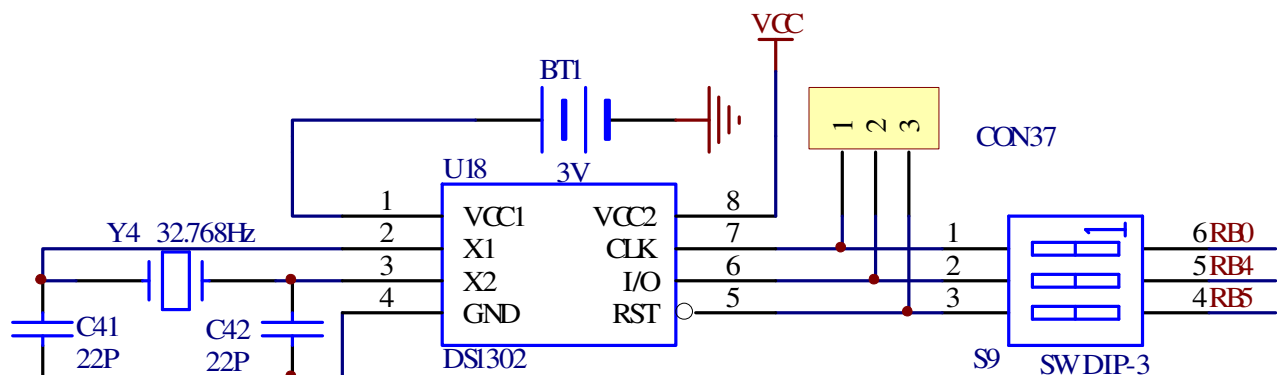 VCC
BT1
1 2 3
CON37
U18
3V
1 VCC1 VCC2 8
Y4 32.768Hz
2 X1 CLK 7 1 1 6 RB0
3 X2 I/O 6 2 5 RB4
4 GND RST 5 3 4 RB5
C41 C42
22P 22P
DS1302 S9 SWDIP-3